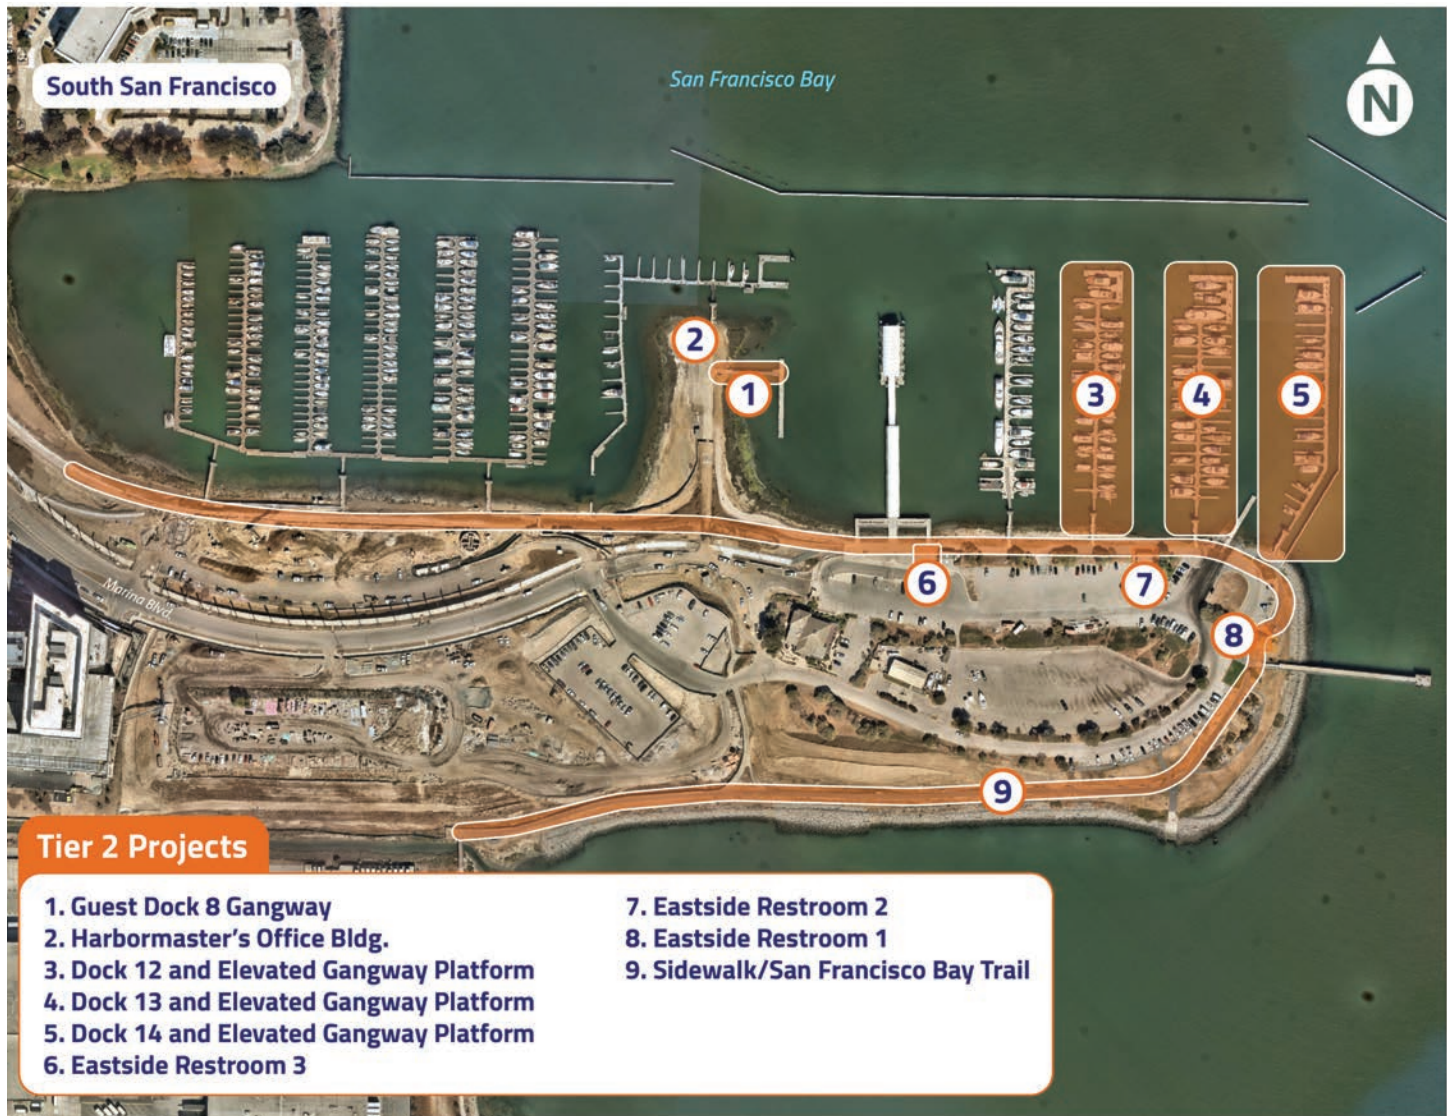 South San Francisco
San Francisco Bay
N
2
1
3
4
5
6
7
8
9
Marina Blvd
Tier 2 Projects
1. Guest Dock 8 Gangway
2. Harbormaster's Office Bldg.
3. Dock 12 and Elevated Gangway Platform
4. Dock 13 and Elevated Gangway Platform
5. Dock 14 and Elevated Gangway Platform
6. Eastside Restroom 3
7. Eastside Restroom 2
8. Eastside Restroom 1
9. Sidewalk/San Francisco Bay Trail